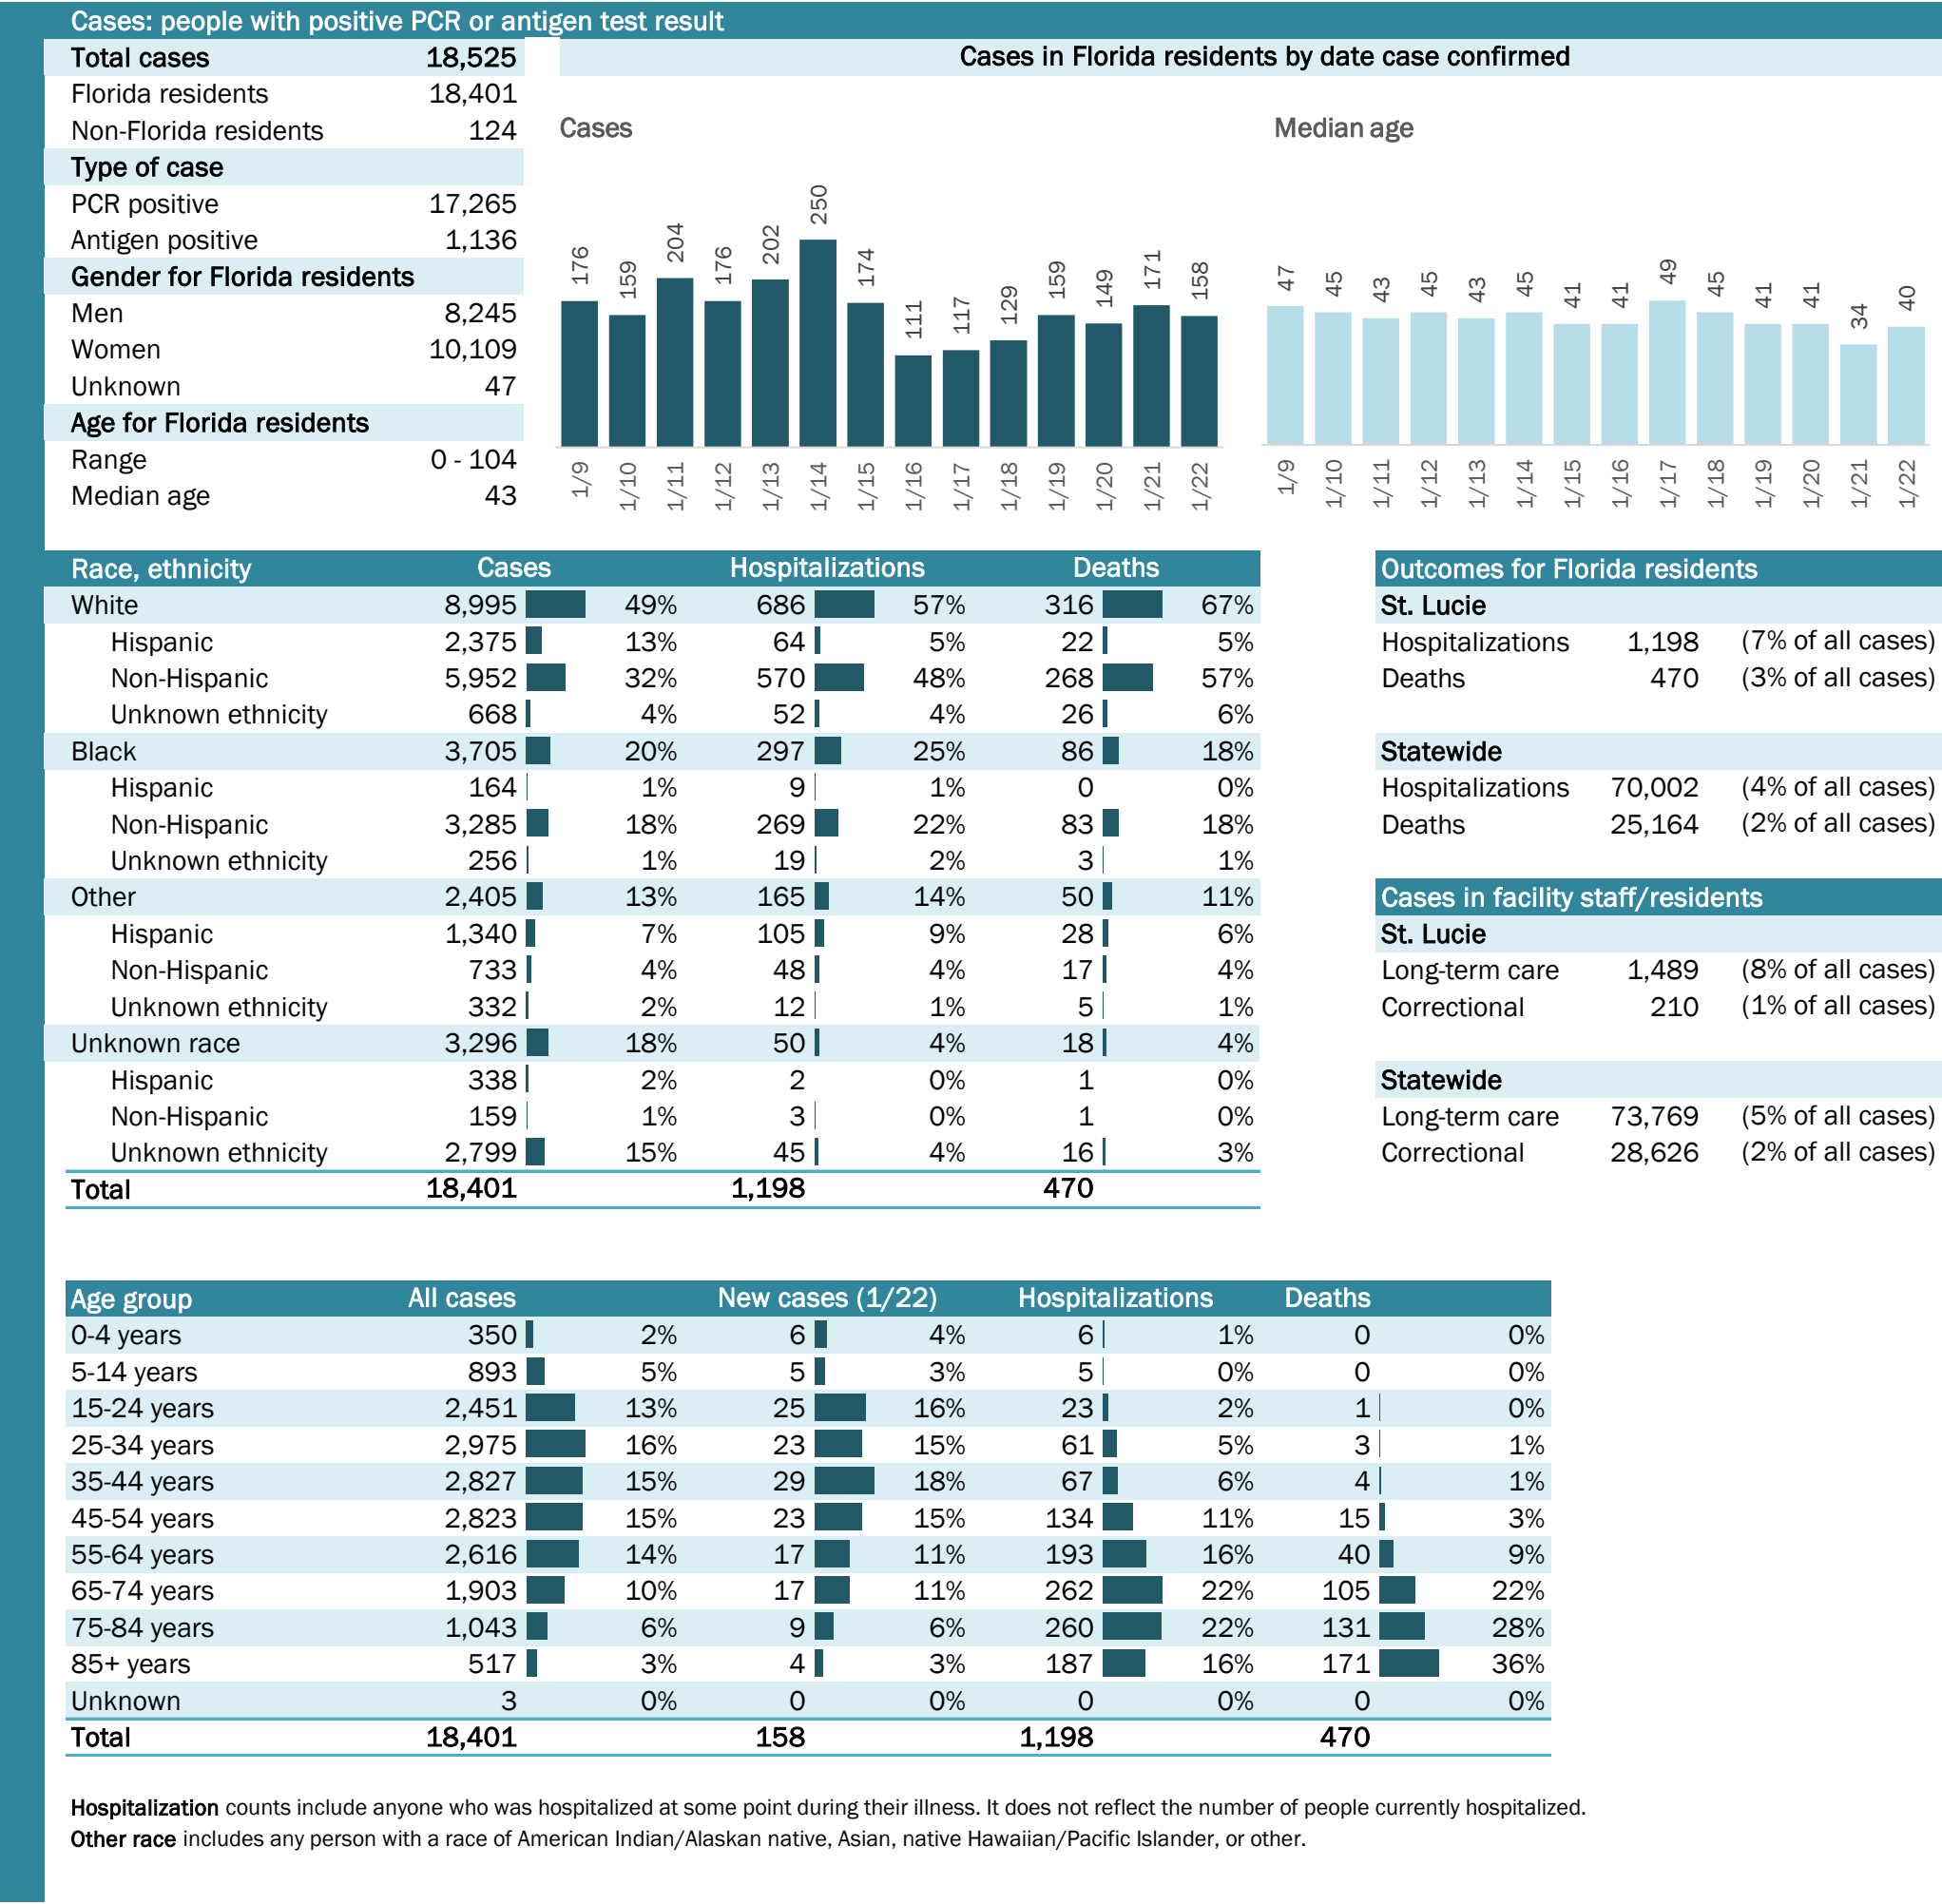 Cases: people with positive PCR or antigen test result
Total cases 18,525
Florida residents 18,401
Non-Florida residents 124
Type of case
PCR positive 17,265
Antigen positive 1,136
Gender for Florida residents
Men 8,245
Women 10,109
Unknown 47
Age for Florida residents
Range 0 - 104
Median age 43
Cases in Florida residents by date case confirmed
Cases
176 159 204 176 202 250 174 111 117 129 159 149 171 158
1/9 1/10 1/11 1/12 1/13 1/14 1/15 1/16 1/17 1/18 1/19 1/20 1/21 1/22
Median age
47 45 43 45 43 45 41 41 49 45 41 41 34 40
1/9 1/10 1/11 1/12 1/13 1/14 1/15 1/16 1/17 1/18 1/19 1/20 1/21 1/22
Race, ethnicity Cases Hospitalizations Deaths
White 8,995 49% 686 57% 316 67%
Hispanic 2,375 13% 64 5% 22 5%
Non-Hispanic 5,952 32% 570 48% 268 57%
Unknown ethnicity 668 4% 52 4% 26 6%
Black 3,705 20% 297 25% 86 18%
Hispanic 164 1% 9 1% 0 0%
Non-Hispanic 3,285 18% 269 22% 83 18%
Unknown ethnicity 256 1% 19 2% 3 1%
Other 2,405 13% 165 14% 50 11%
Hispanic 1,340 7% 105 9% 28 6%
Non-Hispanic 733 4% 48 4% 17 4%
Unknown ethnicity 332 2% 12 1% 5 1%
Unknown race 3,296 18% 50 4% 18 4%
Hispanic 338 2% 2 0% 1 0%
Non-Hispanic 159 1% 3 0% 1 0%
Unknown ethnicity 2,799 15% 45 4% 16 3%
Total 18,401 1,198 470
Outcomes for Florida residents
St. Lucie
Hospitalizations 1,198 (7% of all cases)
Deaths 470 (3% of all cases)
Statewide
Hospitalizations 70,002 (4% of all cases)
Deaths 25,164 (2% of all cases)
Cases in facility staff/residents
St. Lucie
Long-term care 1,489 (8% of all cases)
Correctional 210 (1% of all cases)
Statewide
Long-term care 73,769 (5% of all cases)
Correctional 28,626 (2% of all cases)
Age group All cases New cases (1/22) Hospitalizations Deaths
0-4 years 350 2% 6 4% 6 1% 0 0%
5-14 years 893 5% 5 3% 5 0% 0 0%
15-24 years 2,451 13% 25 16% 23 2% 1 0%
25-34 years 2,975 16% 23 15% 61 5% 3 1%
35-44 years 2,827 15% 29 18% 67 6% 4 1%
45-54 years 2,823 15% 23 15% 134 11% 15 3%
55-64 years 2,616 14% 17 11% 193 16% 40 9%
65-74 years 1,903 10% 17 11% 262 22% 105 22%
75-84 years 1,043 6% 9 6% 260 22% 131 28%
85+ years 517 3% 4 3% 187 16% 171 36%
Unknown 3 0% 0 0% 0 0% 0 0%
Total 18,401 158 1,198 470
Hospitalization counts include anyone who was hospitalized at some point during their illness. It does not reflect the number of people currently hospitalized.
Other race includes any person with a race of American Indian/Alaskan native, Asian, native Hawaiian/Pacific Islander, or other.